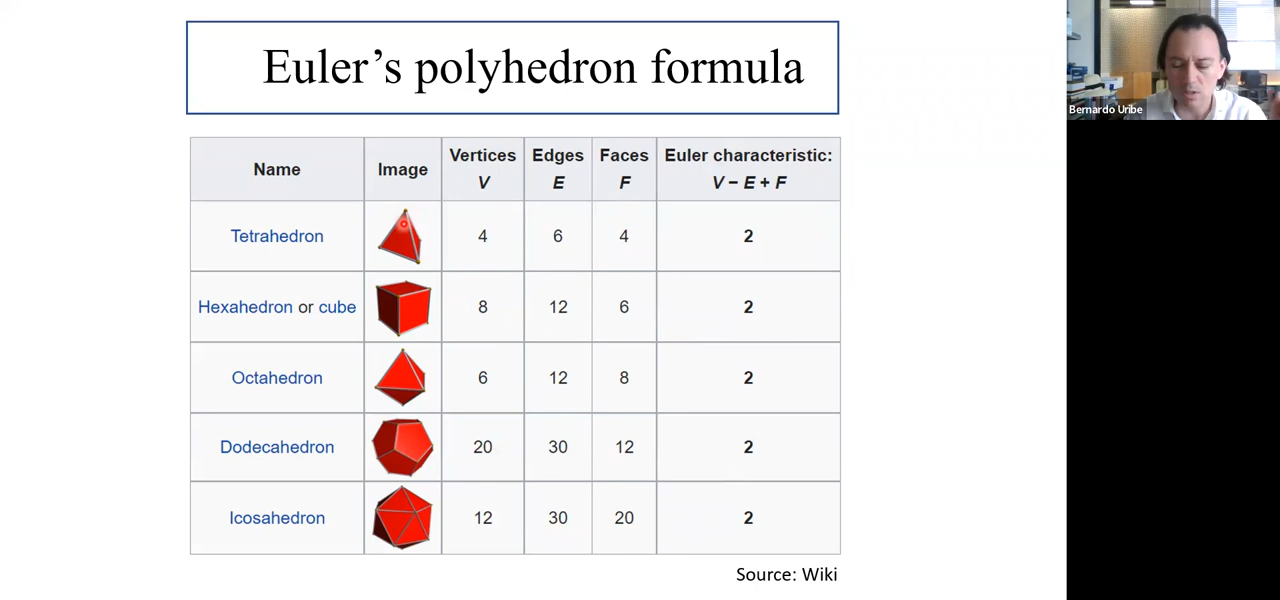 Euler’s polyhedron formula
Bernardo Uribe
Name Image Vertices V Edges E Faces F Euler characteristic: V − E + F
Tetrahedron 4 6 4 2
Hexahedron or cube 8 12 6 2
Octahedron 6 12 8 2
Dodecahedron 20 30 12 2
Icosahedron 12 30 20 2
Source: Wiki